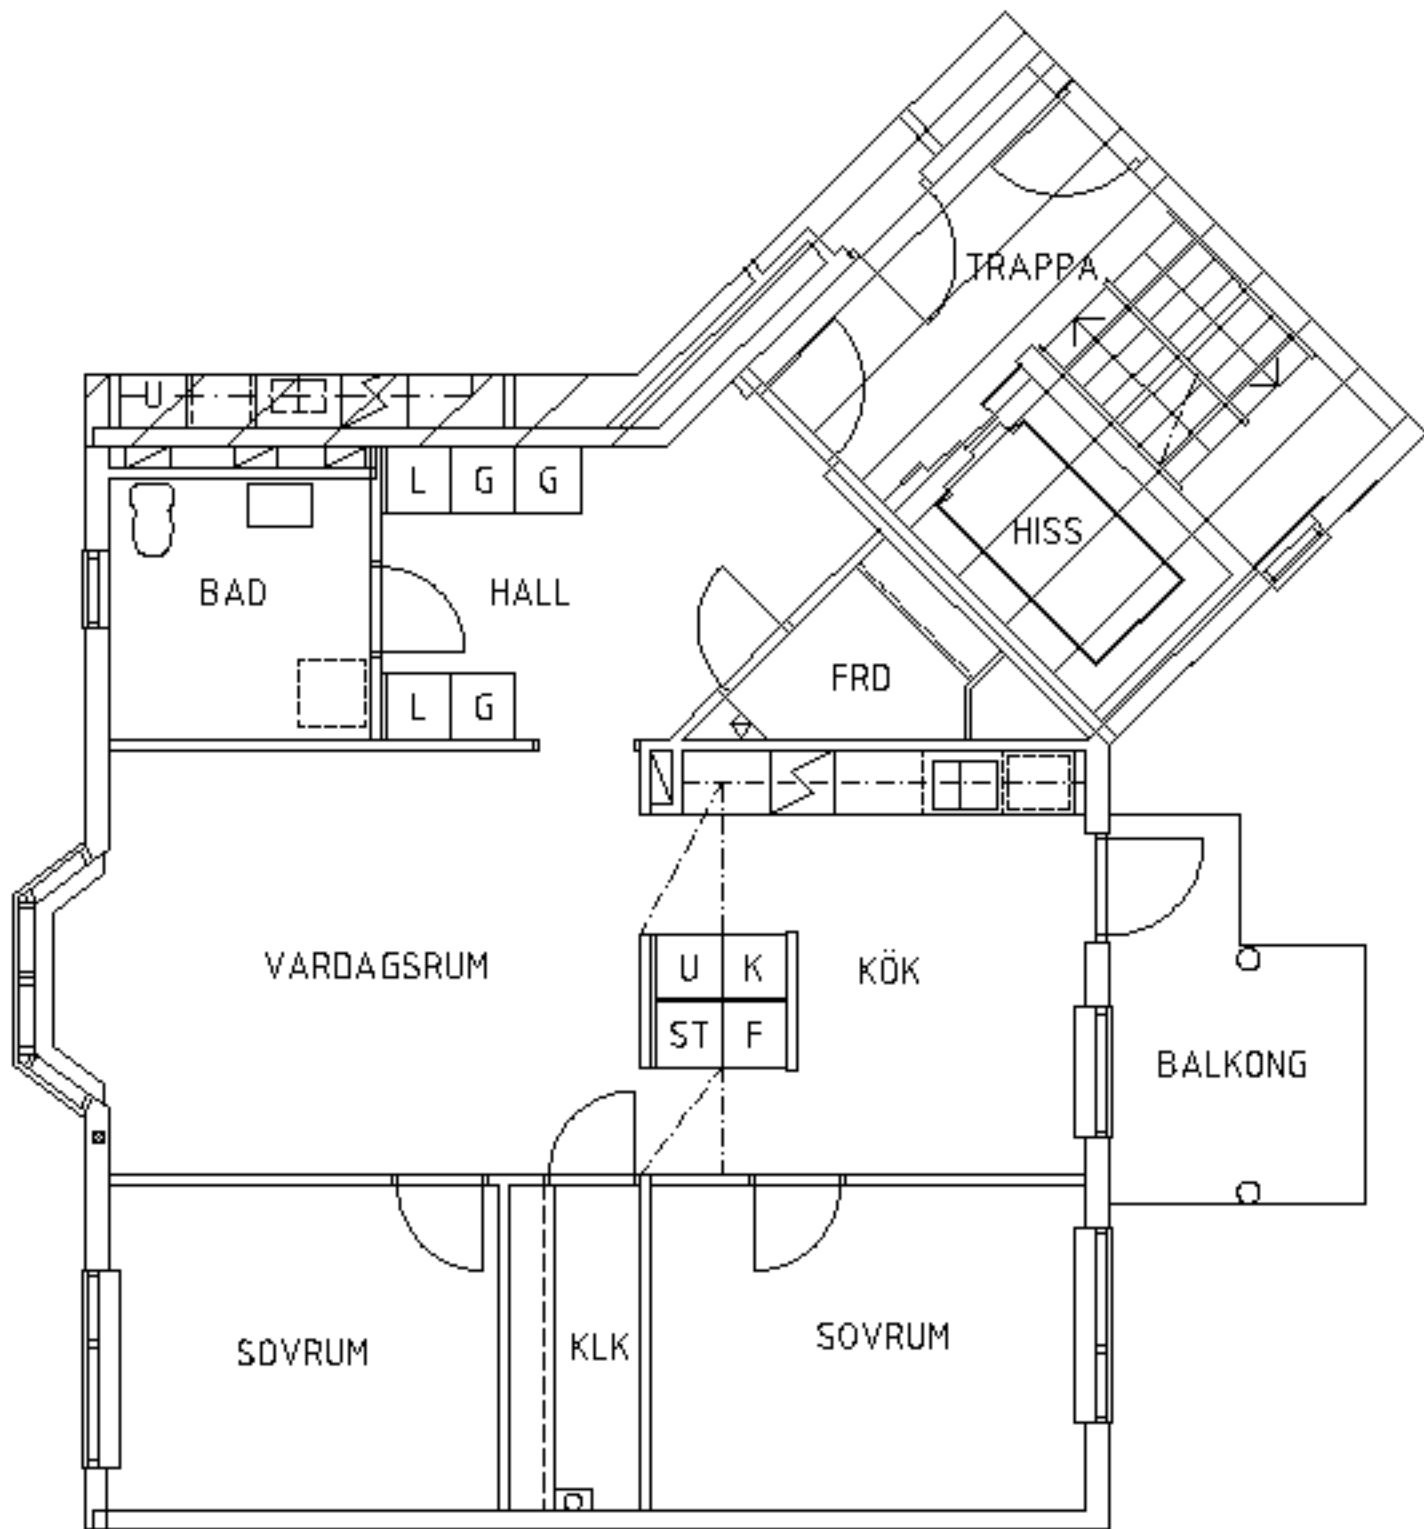 TRAPPA
U
L G G
HISS
BAD
HALL
FRD
L G
VARDAGSRUM
U K
KÖK
ST F
BALKONG
SOVRUM
KLK
SOVRUM